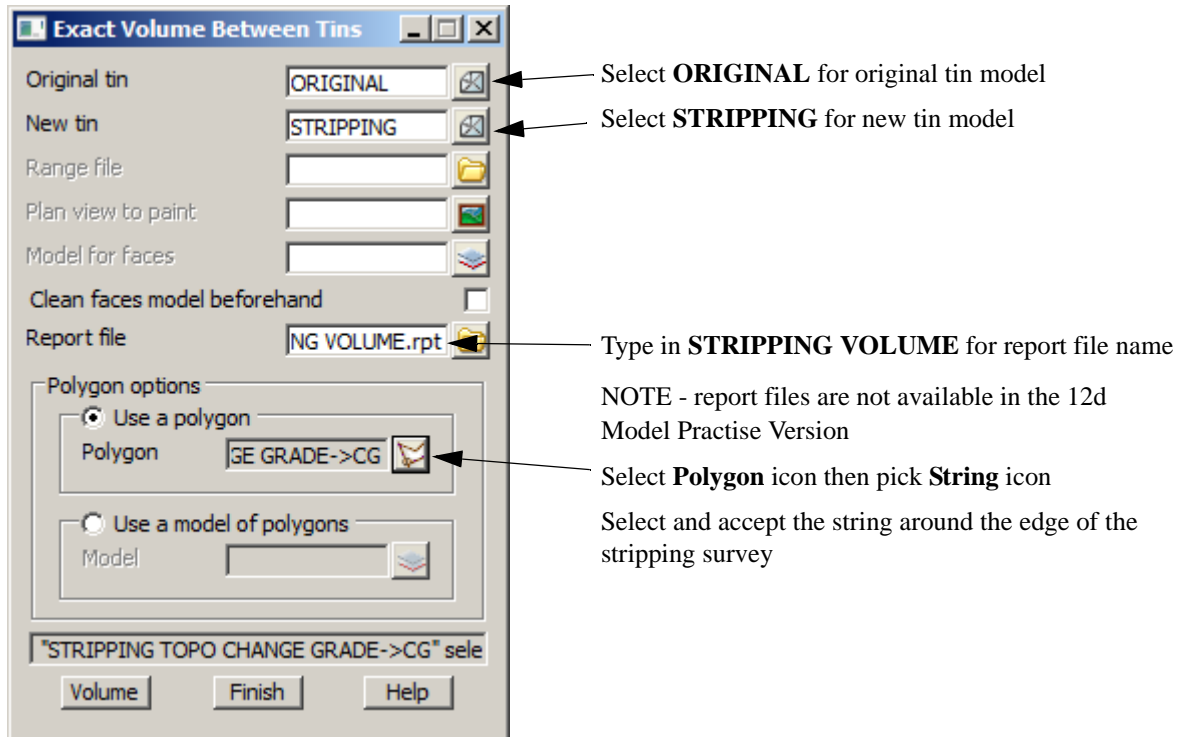 Exact Volume Between Tins
Original tin
ORIGINAL
Select ORIGINAL for original tin model
New tin
STRIPPING
Select STRIPPING for new tin model
Range file
Plan view to paint
Model for faces
Clean faces model beforehand
Report file
NG VOLUME.rpt
Type in STRIPPING VOLUME for report file name
NOTE - report files are not available in the 12d
Model Practise Version
Polygon options
Use a polygon
Polygon
GE GRADE->CG
Select Polygon icon then pick String icon
Select and accept the string around the edge of the
stripping survey
Use a model of polygons
Model
"STRIPPING TOPO CHANGE GRADE->CG" sele
Volume
Finish
Help